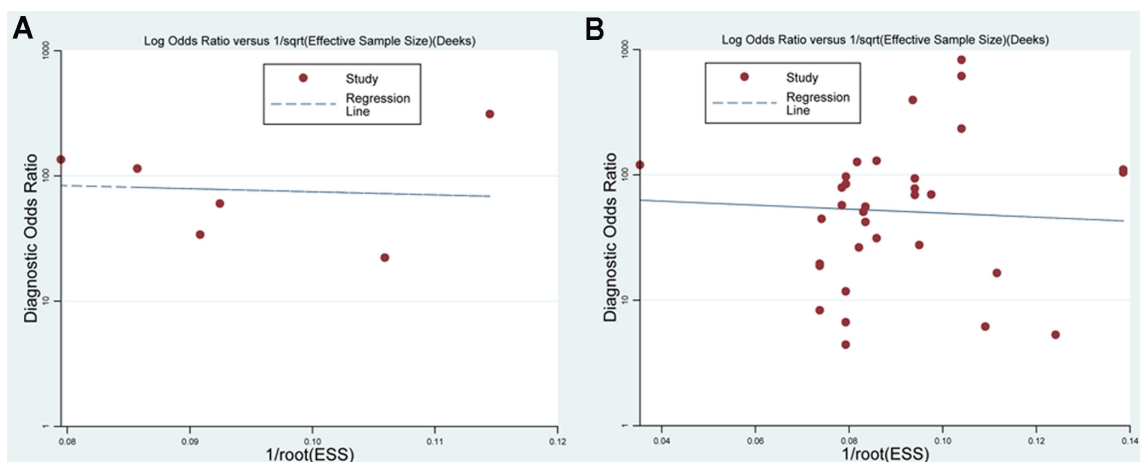 A
Log Odds Ratio versus 1/sqrt(Effective Sample Size)(Deeks)
Study
Regression
Line
Diagnostic Odds Ratio
1000
100
10
1
0.08
0.09
0.10
0.11
0.12
1/root(ESS)
B
Log Odds Ratio versus 1/sqrt(Effective Sample Size)(Deeks)
Study
Regression
Line
Diagnostic Odds Ratio
1000
100
10
1
0.04
0.06
0.08
0.10
0.12
0.14
1/root(ESS)